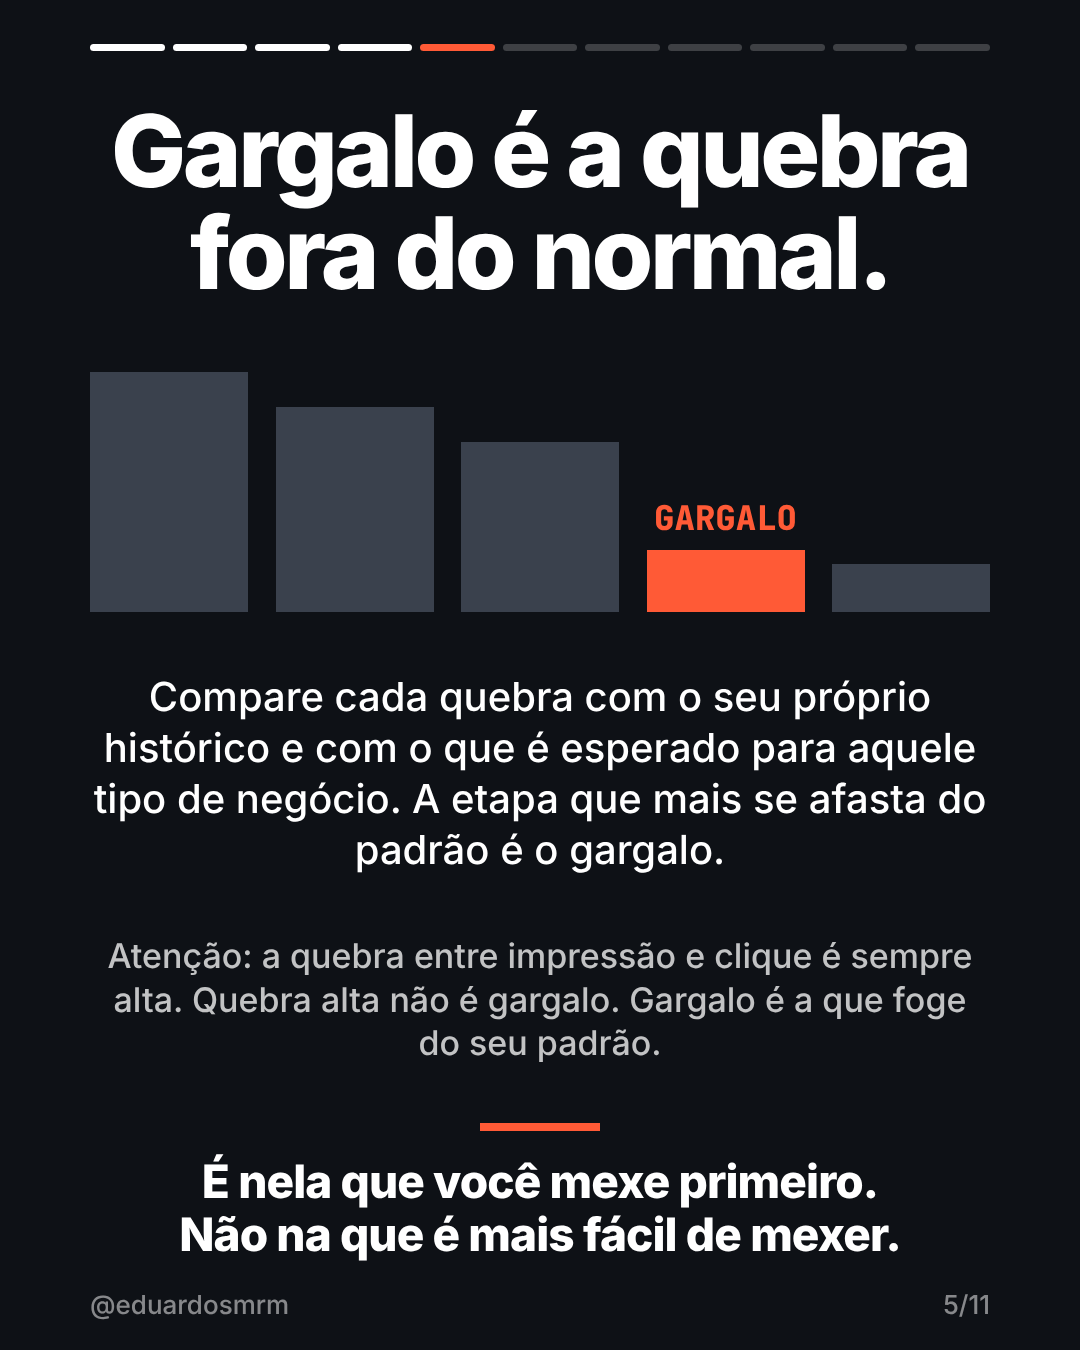 Gargalo é a quebra
fora do normal.
GARGALO
Compare cada quebra com o seu próprio
histórico e com o que é esperado para aquele
tipo de negócio. A etapa que mais se afasta do
padrão é o gargalo.
Atenção: a quebra entre impressão e clique é sempre
alta. Quebra alta não é gargalo. Gargalo é a que foge
do seu padrão.
É nela que você mexe primeiro.
Não na que é mais fácil de mexer.
@eduardosmrm
5/11